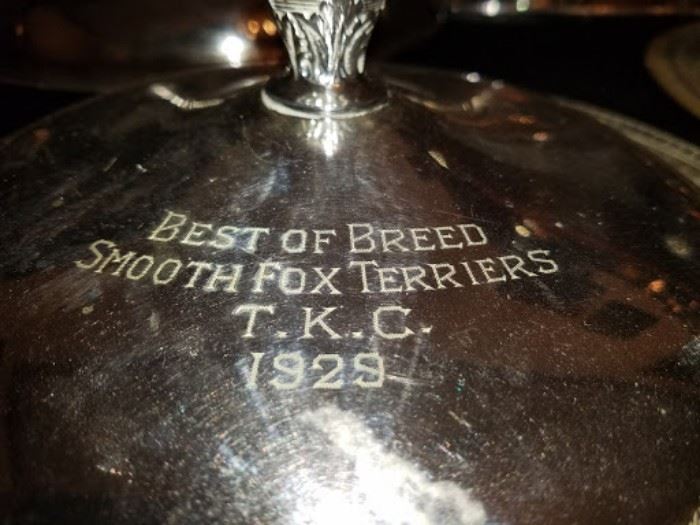 BEST OF BREED
SMOOTH FOX TERRIERS
T.K.C.
1929